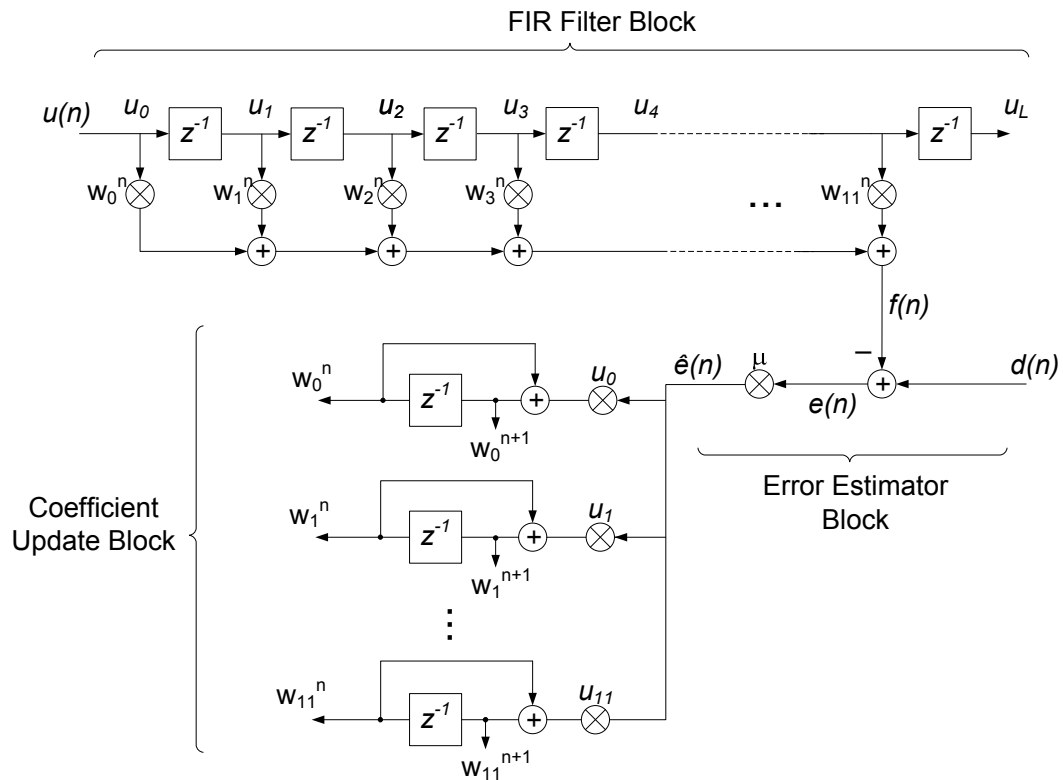 FIR Filter Block
u(n) u₀ u₁ u₂ u₃ u₄ u_L
z⁻¹ z⁻¹ z⁻¹ z⁻¹ z⁻¹
w₀ⁿ w₁ⁿ w₂ⁿ w₃ⁿ ... w₁₁ⁿ
+ + + +
f(n)
–
μ
ê(n) e(n) + d(n)
w₀ⁿ z⁻¹ + u₀
w₀ⁿ⁺¹
Error Estimator
Block
Coefficient
Update Block
w₁ⁿ z⁻¹ + u₁
w₁ⁿ⁺¹
⋮
w₁₁ⁿ z⁻¹ + u₁₁
w₁₁ⁿ⁺¹